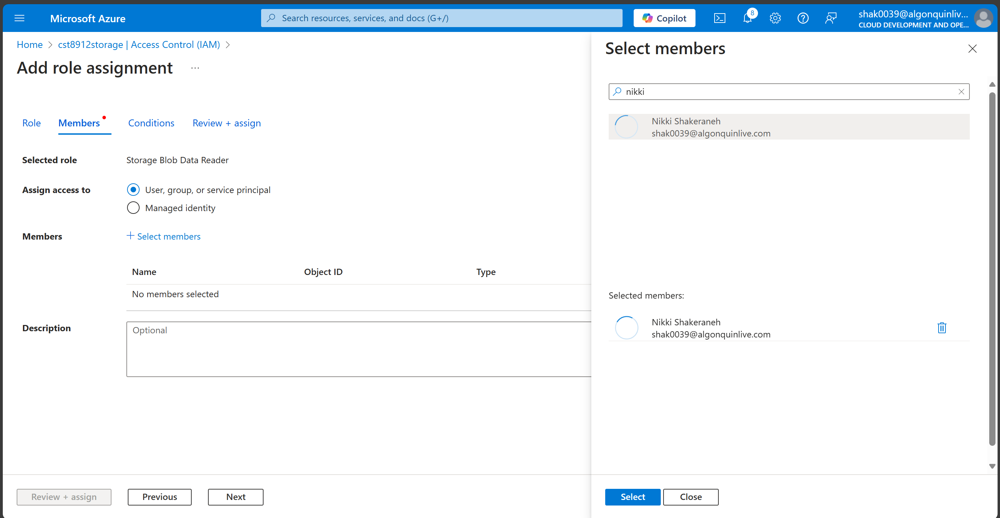 Microsoft Azure
Search resources, services, and docs (G+/)
Copilot
8
shak0039@algonquinliv...
CLOUD DEVELOPMENT AND OPE...
Home > cst8912storage | Access Control (IAM) >
Add role assignment ...
Role
Members
Conditions
Review + assign
Selected role
Storage Blob Data Reader
Assign access to
User, group, or service principal
Managed identity
Members
+ Select members
Name
Object ID
Type
No members selected
Description
Optional
Review + assign
Previous
Next
Select members
nikki
Nikki Shakeraneh
shak0039@algonquinlive.com
Selected members:
Nikki Shakeraneh
shak0039@algonquinlive.com
Select
Close